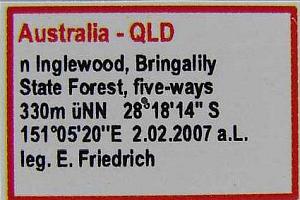 Australia - QLD
n Inglewood, Bringalily
State Forest, five-ways
330m üNN 28°18'14" S
151°05'20"E 2.02.2007 a.L.
leg. E. Friedrich